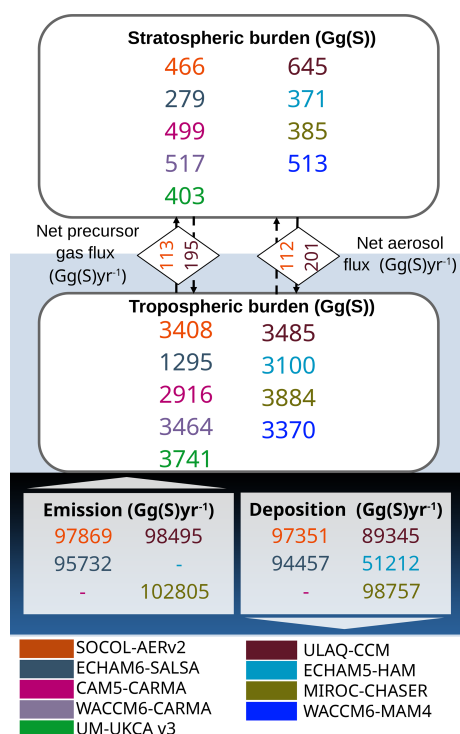 Stratospheric burden (Gg(S))
466 645
279 371
499 385
517 513
403
Net precursor
gas flux
(Gg(S)yr⁻¹)
113 195
112 201
Net aerosol
flux (Gg(S)yr⁻¹)
Tropospheric burden (Gg(S))
3408 3485
1295 3100
2916 3884
3464 3370
3741
Emission (Gg(S)yr⁻¹)
97869 98495
95732 -
- 102805
Deposition (Gg(S)yr⁻¹)
97351 89345
94457 51212
- 98757
SOCOL-AERv2
ECHAM6-SALSA
CAM5-CARMA
WACCM6-CARMA
UM-UKCA v3
ULAQ-CCM
ECHAM5-HAM
MIROC-CHASER
WACCM6-MAM4